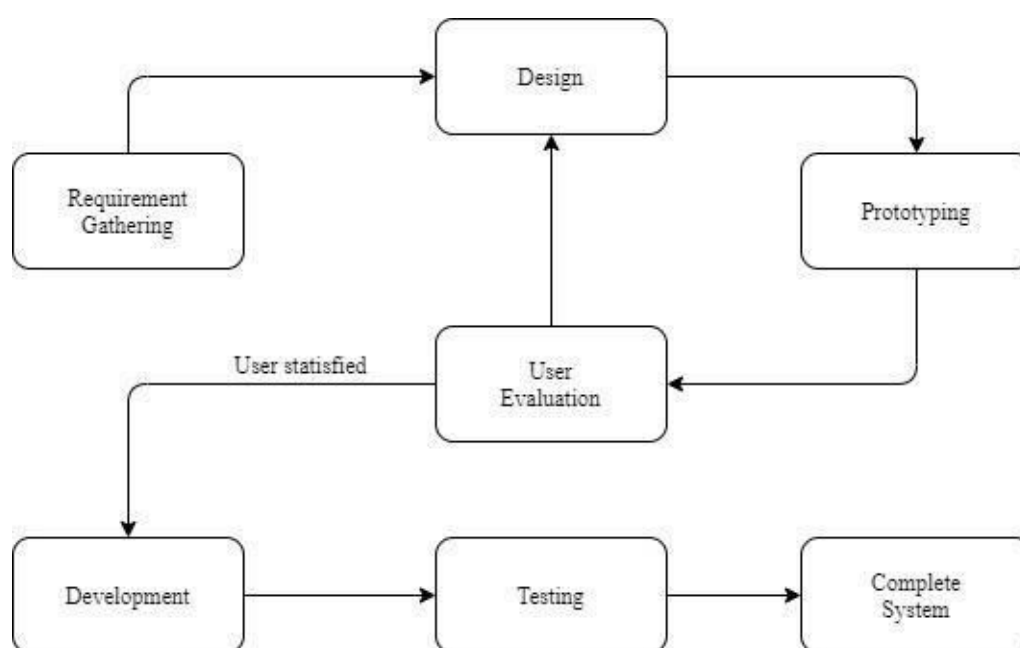 Design
Requirement
Gathering
Prototyping
User statisfied
User
Evaluation
Development
Testing
Complete
System